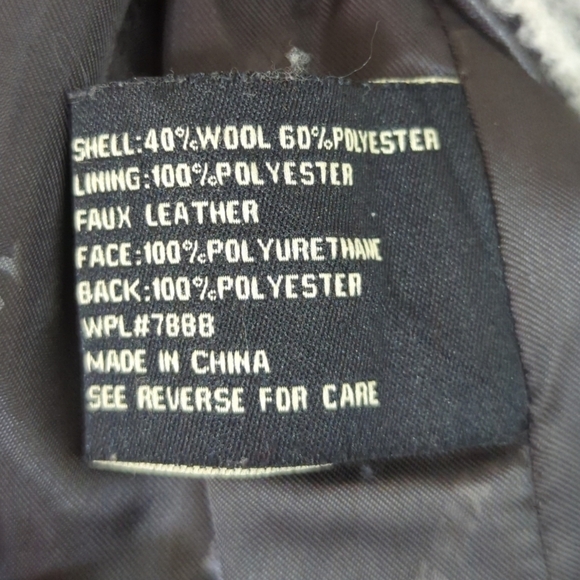 SHELL:40%WOOL 60%POLYESTER
LINING:100%POLYESTER
FAUX LEATHER
FACE:100%POLYURETHANE
BACK:100%POLYESTER
WPL#7888
MADE IN CHINA
SEE REVERSE FOR CARE